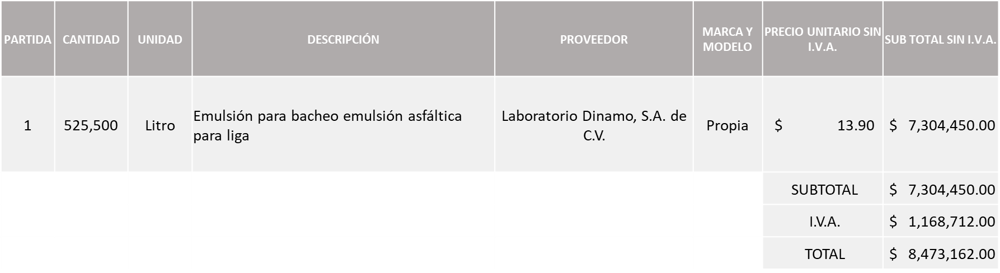 PARTIDA CANTIDAD UNIDAD DESCRIPCIÓN PROVEEDOR MARCA Y MODELO PRECIO UNITARIO SIN I.V.A. SUB TOTAL SIN I.V.A.
1 525,500 Litro Emulsión para bacheo emulsión asfáltica para liga Laboratorio Dinamo, S.A. de C.V. Propia $ 13.90 $ 7,304,450.00
SUBTOTAL $ 7,304,450.00
I.V.A. $ 1,168,712.00
TOTAL $ 8,473,162.00